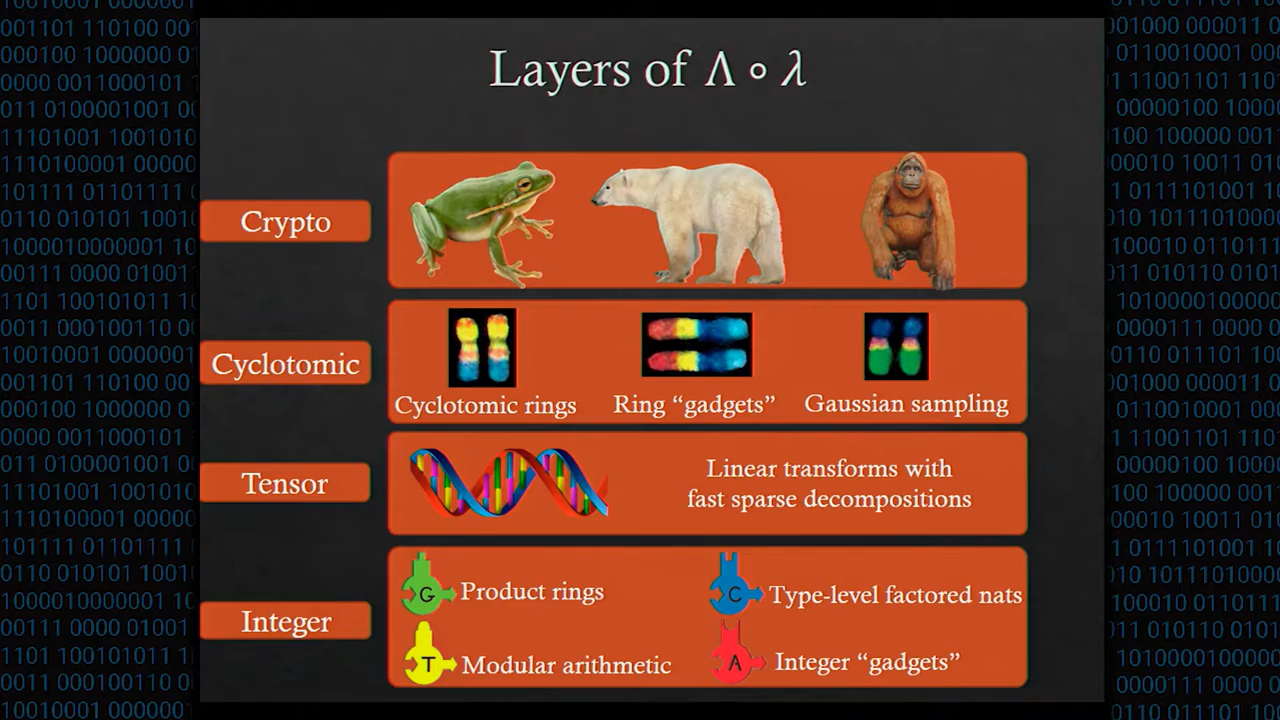 Layers of Λ ∘ λ
Crypto
Cyclotomic
Cyclotomic rings
Ring “gadgets”
Gaussian sampling
Tensor
Linear transforms with
fast sparse decompositions
Integer
G
Product rings
C
Type-level factored nats
T
Modular arithmetic
A
Integer “gadgets”